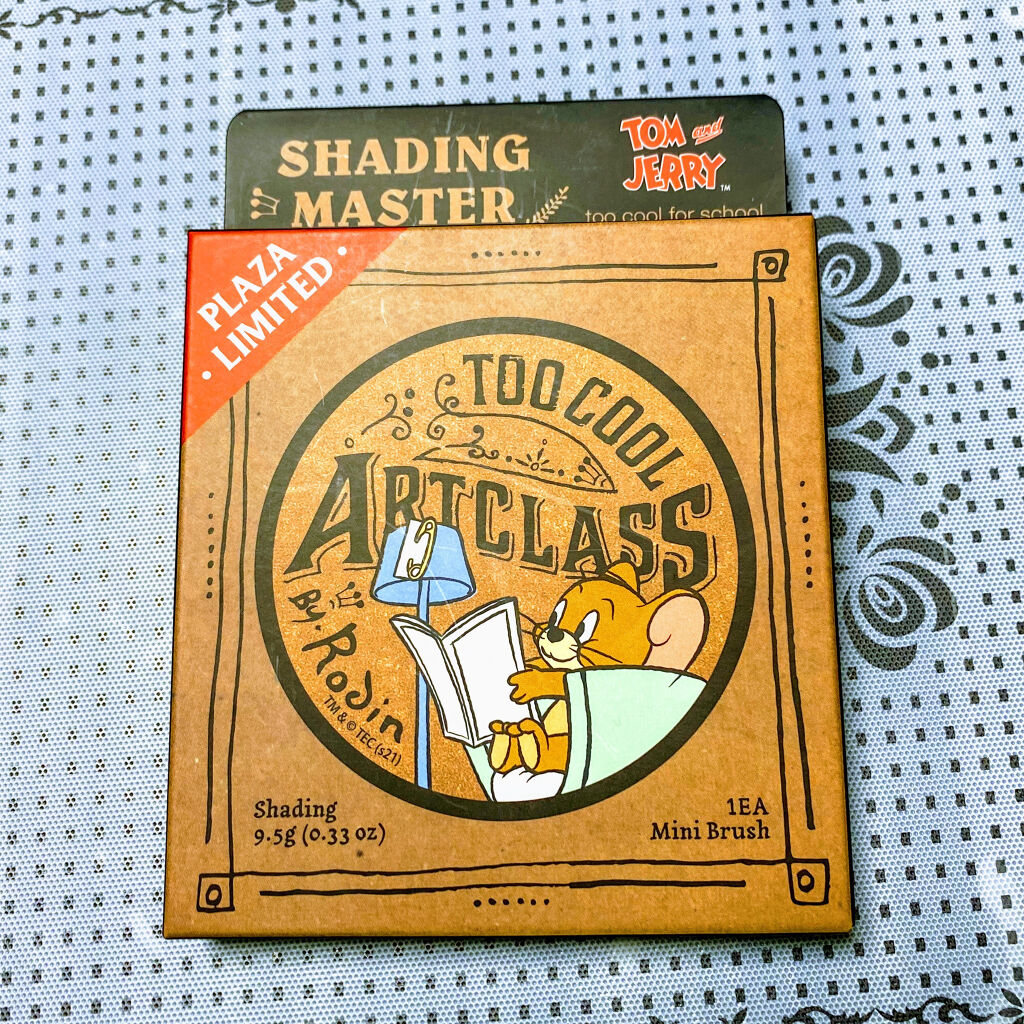 SHADING
MASTER
TOM and
JERRY™
too cool for school
PLAZA
• LIMITED •
TOO COOL
ARTCLASS
By. Rodin
TM & © TEC (s21)
Shading
9.5g (0.33 oz)
1EA
Mini Brush